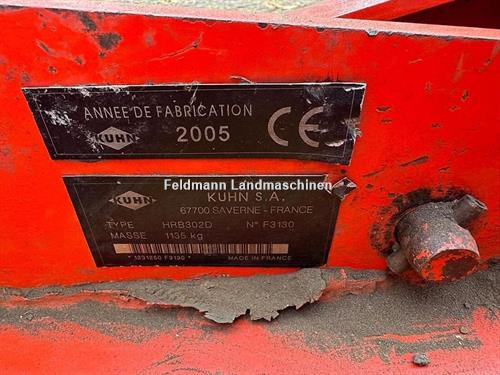 ANNEE DE FABRICATION
KUHN 2005 CE
Feldmann Landmaschinen
KUHN KUHN S.A.
67700 SAVERNE - FRANCE
TYPE HRB302D N° F3130
MASSE 1135 kg
MADE IN FRANCE